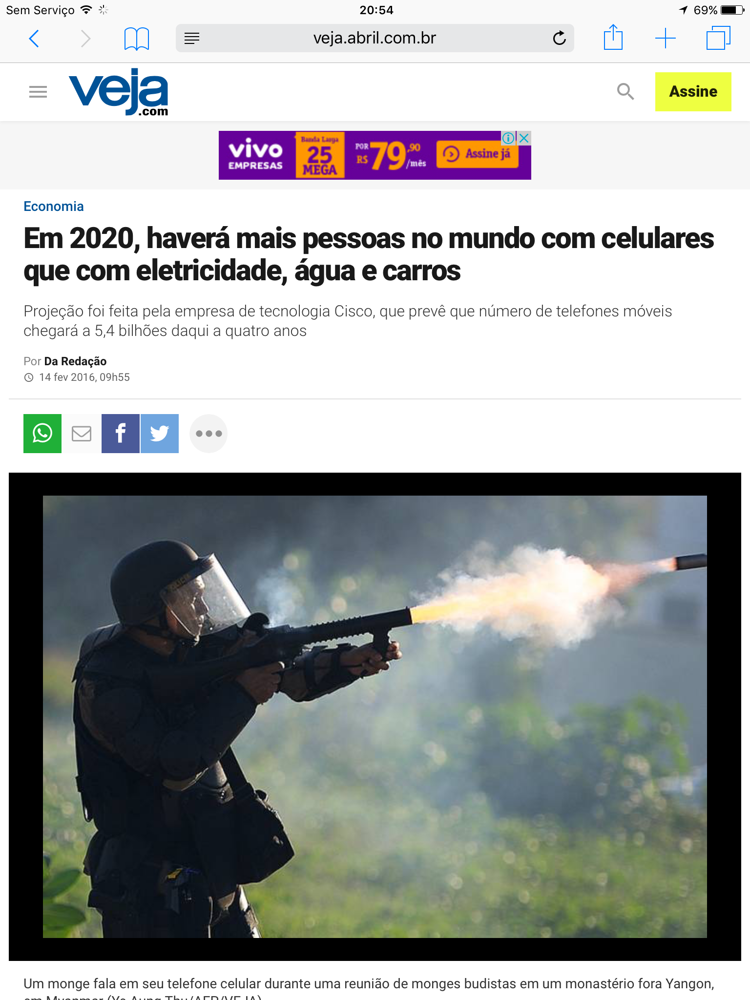 Sem Serviço 20:54 69%
veja.abril.com.br
veja.com Assine
vivo EMPRESAS Banda Larga 25 MEGA POR R$ 79,90 /mês Assine já
Economia
Em 2020, haverá mais pessoas no mundo com celulares
que com eletricidade, água e carros
Projeção foi feita pela empresa de tecnologia Cisco, que prevê que número de telefones móveis
chegará a 5,4 bilhões daqui a quatro anos
Por Da Redação
14 fev 2016, 09h55
Um monge fala em seu telefone celular durante uma reunião de monges budistas em um monastério fora Yangon,
em Myanmar (Ye Aung Thu/AFP/VEJA)